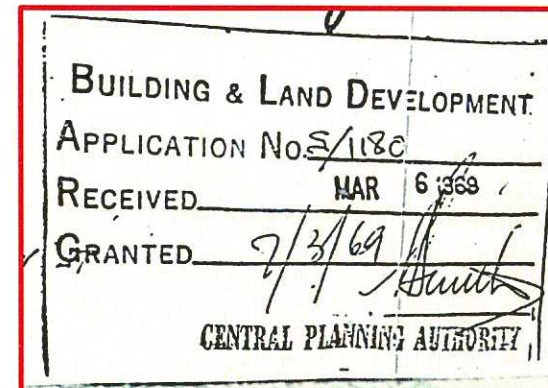 BUILDING & LAND DEVELOPMENT
APPLICATION No. S/1180
RECEIVED MAR 6 1969
GRANTED 7/3/69
CENTRAL PLANNING AUTHORITY